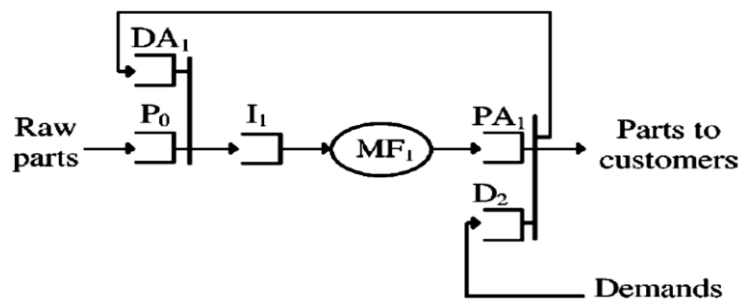 DA₁
P₀
I₁
Raw
parts
MF₁
PA₁
Parts to
customers
D₂
Demands